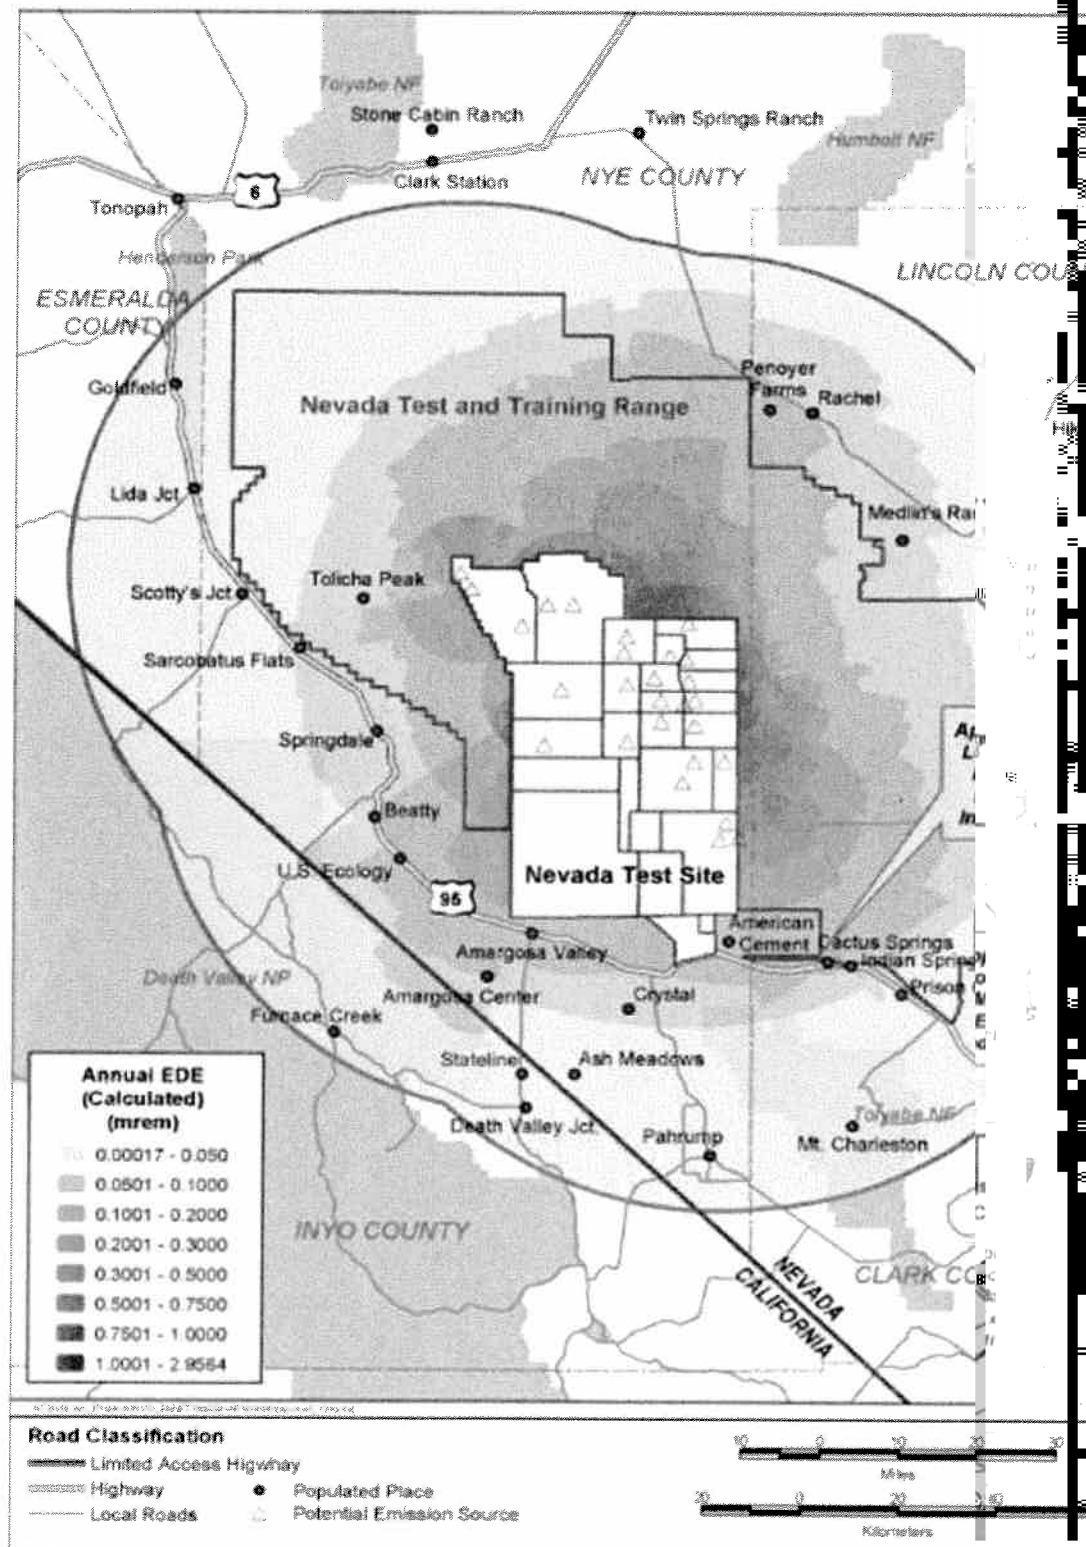 Toiyabe NF
Stone Cabin Ranch
Twin Springs Ranch
Humbolt NF
Clark Station
NYE COUNTY
6
Tonopah
Henderson Park
LINCOLN COU
ESMERALDA
COUNTY
Penoyer
Farms
Rachel
Goldfield
Nevada Test and Training Range
Lida Jct
Medlin's Ra
Tolicha Peak
Scotty's Jct
Sarcobatus Flats
Springdale
Beatty
U.S. Ecology
95
Nevada Test Site
American
Cement
Cactus Springs
Indian Sprin
Amargosa Valley
Death Valley NP
Amargosa Center
Crystal
Prison
Furnace Creek
Stateline
Ash Meadows
Death Valley Jct.
Toiyabe NF
Mt. Charleston
Pahrump
INYO COUNTY
NEVADA
CALIFORNIA
CLARK CO
Annual EDE
(Calculated)
(mrem)
0.00017 - 0.050
0.0501 - 0.1000
0.1001 - 0.2000
0.2001 - 0.3000
0.3001 - 0.5000
0.5001 - 0.7500
0.7501 - 1.0000
1.0001 - 2.9564
Road Classification
Limited Access Higwhay
Highway
Local Roads
Populated Place
Potential Emission Source
10 0 10 20 30
Miles
20 0 20 40
Kilometers